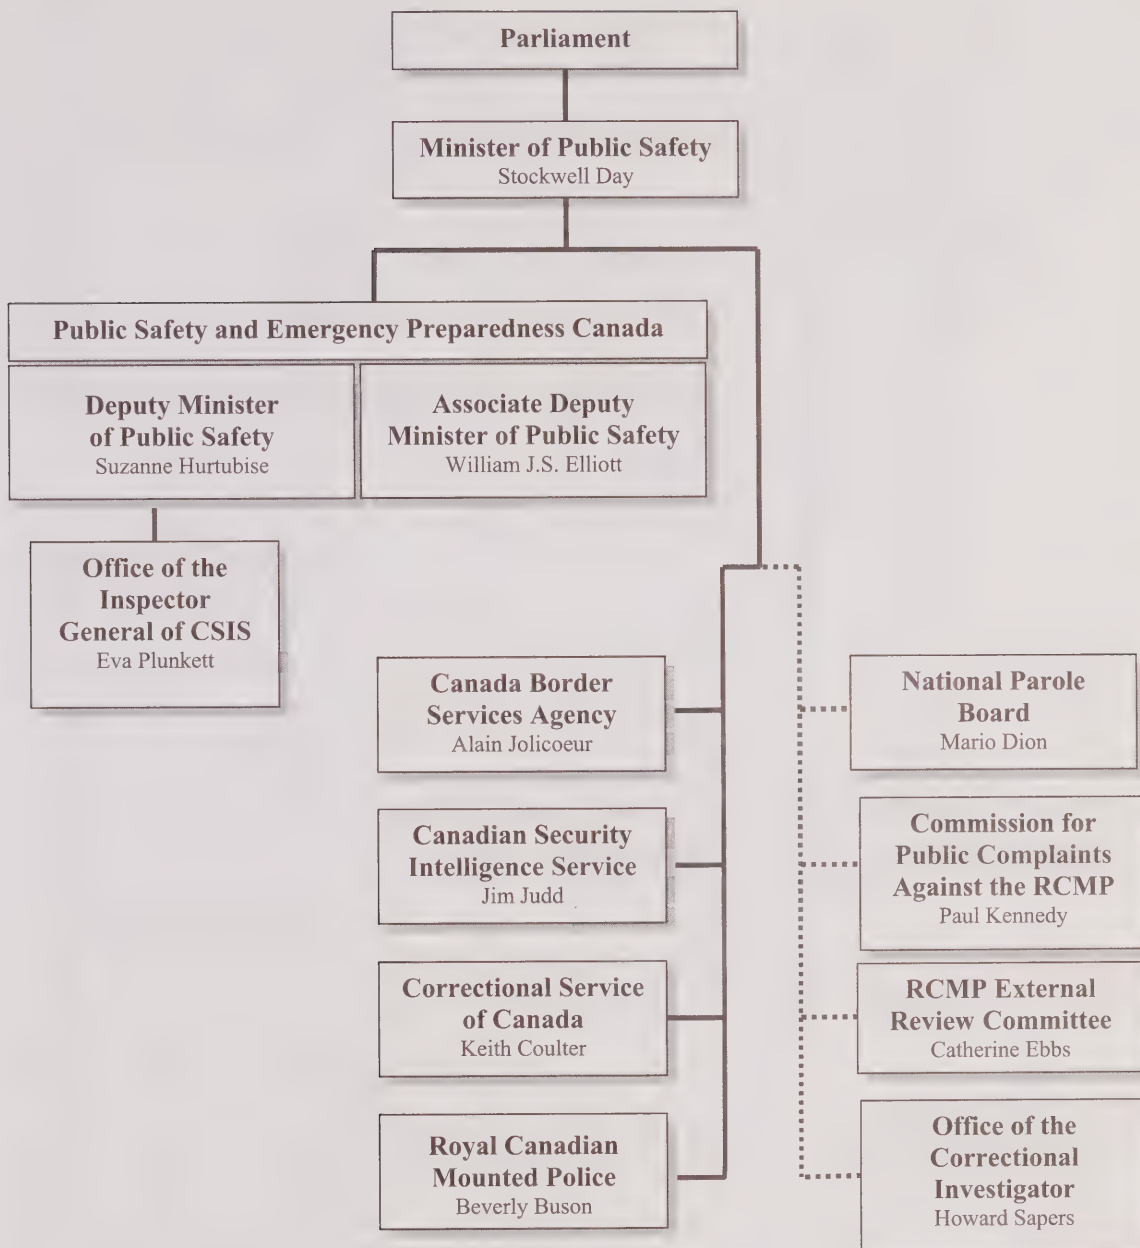 Parliament
Minister of Public Safety
Stockwell Day
Public Safety and Emergency Preparedness Canada
Deputy Minister
of Public Safety
Suzanne Hurtubise
Associate Deputy
Minister of Public Safety
William J.S. Elliott
Office of the
Inspector
General of CSIS
Eva Plunkett
Canada Border
Services Agency
Alain Jolicoeur
Canadian Security
Intelligence Service
Jim Judd
Correctional Service
of Canada
Keith Coulter
Royal Canadian
Mounted Police
Beverly Buson
National Parole
Board
Mario Dion
Commission for
Public Complaints
Against the RCMP
Paul Kennedy
RCMP External
Review Committee
Catherine Ebbs
Office of the
Correctional
Investigator
Howard Sapers